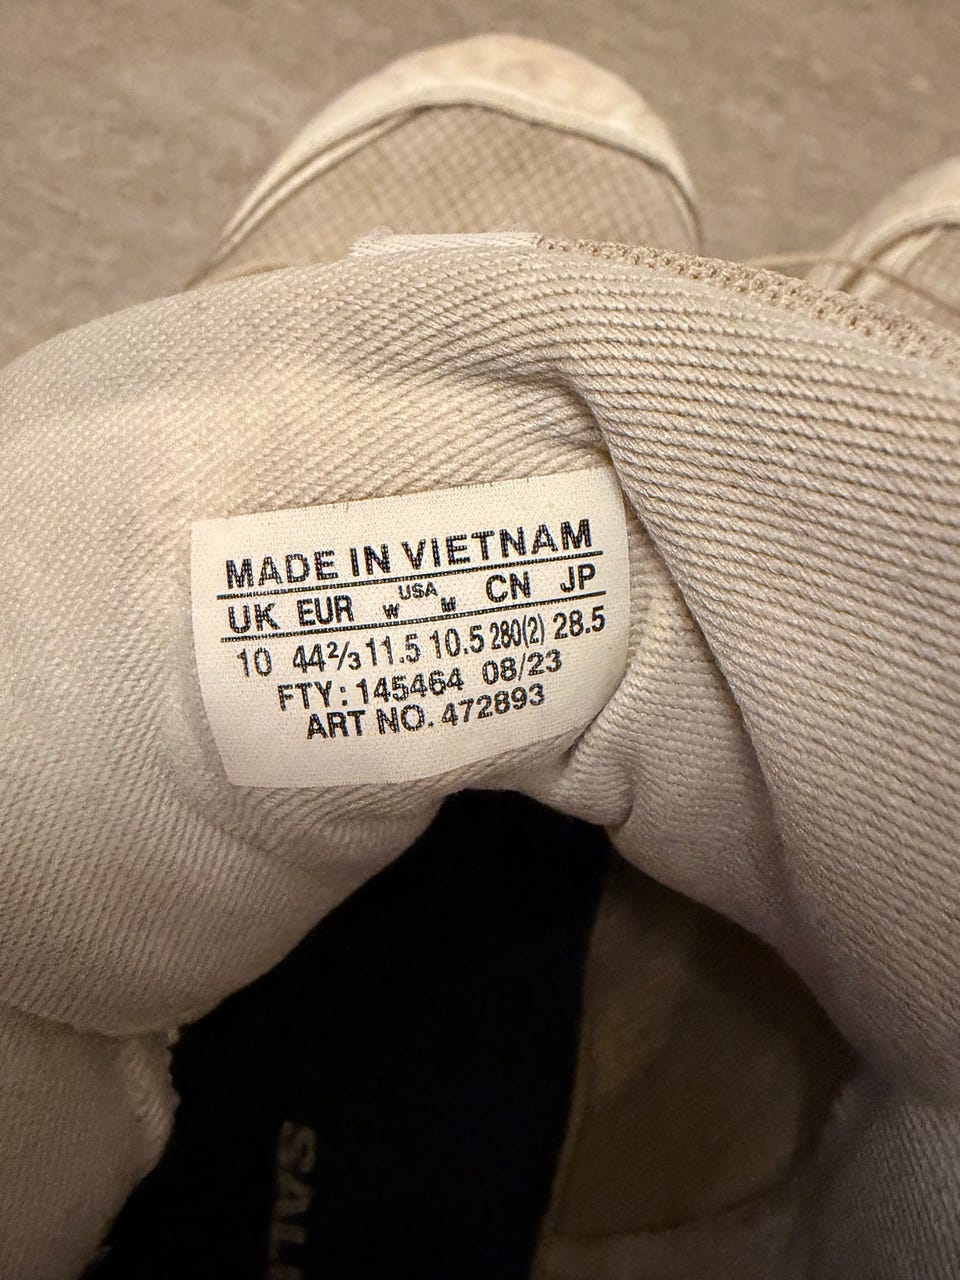 MADE IN VIETNAM
UK EUR USA W M CN JP
10 44⅔ 11.5 10.5 280(2) 28.5
FTY: 145464 08/23
ART NO. 472893